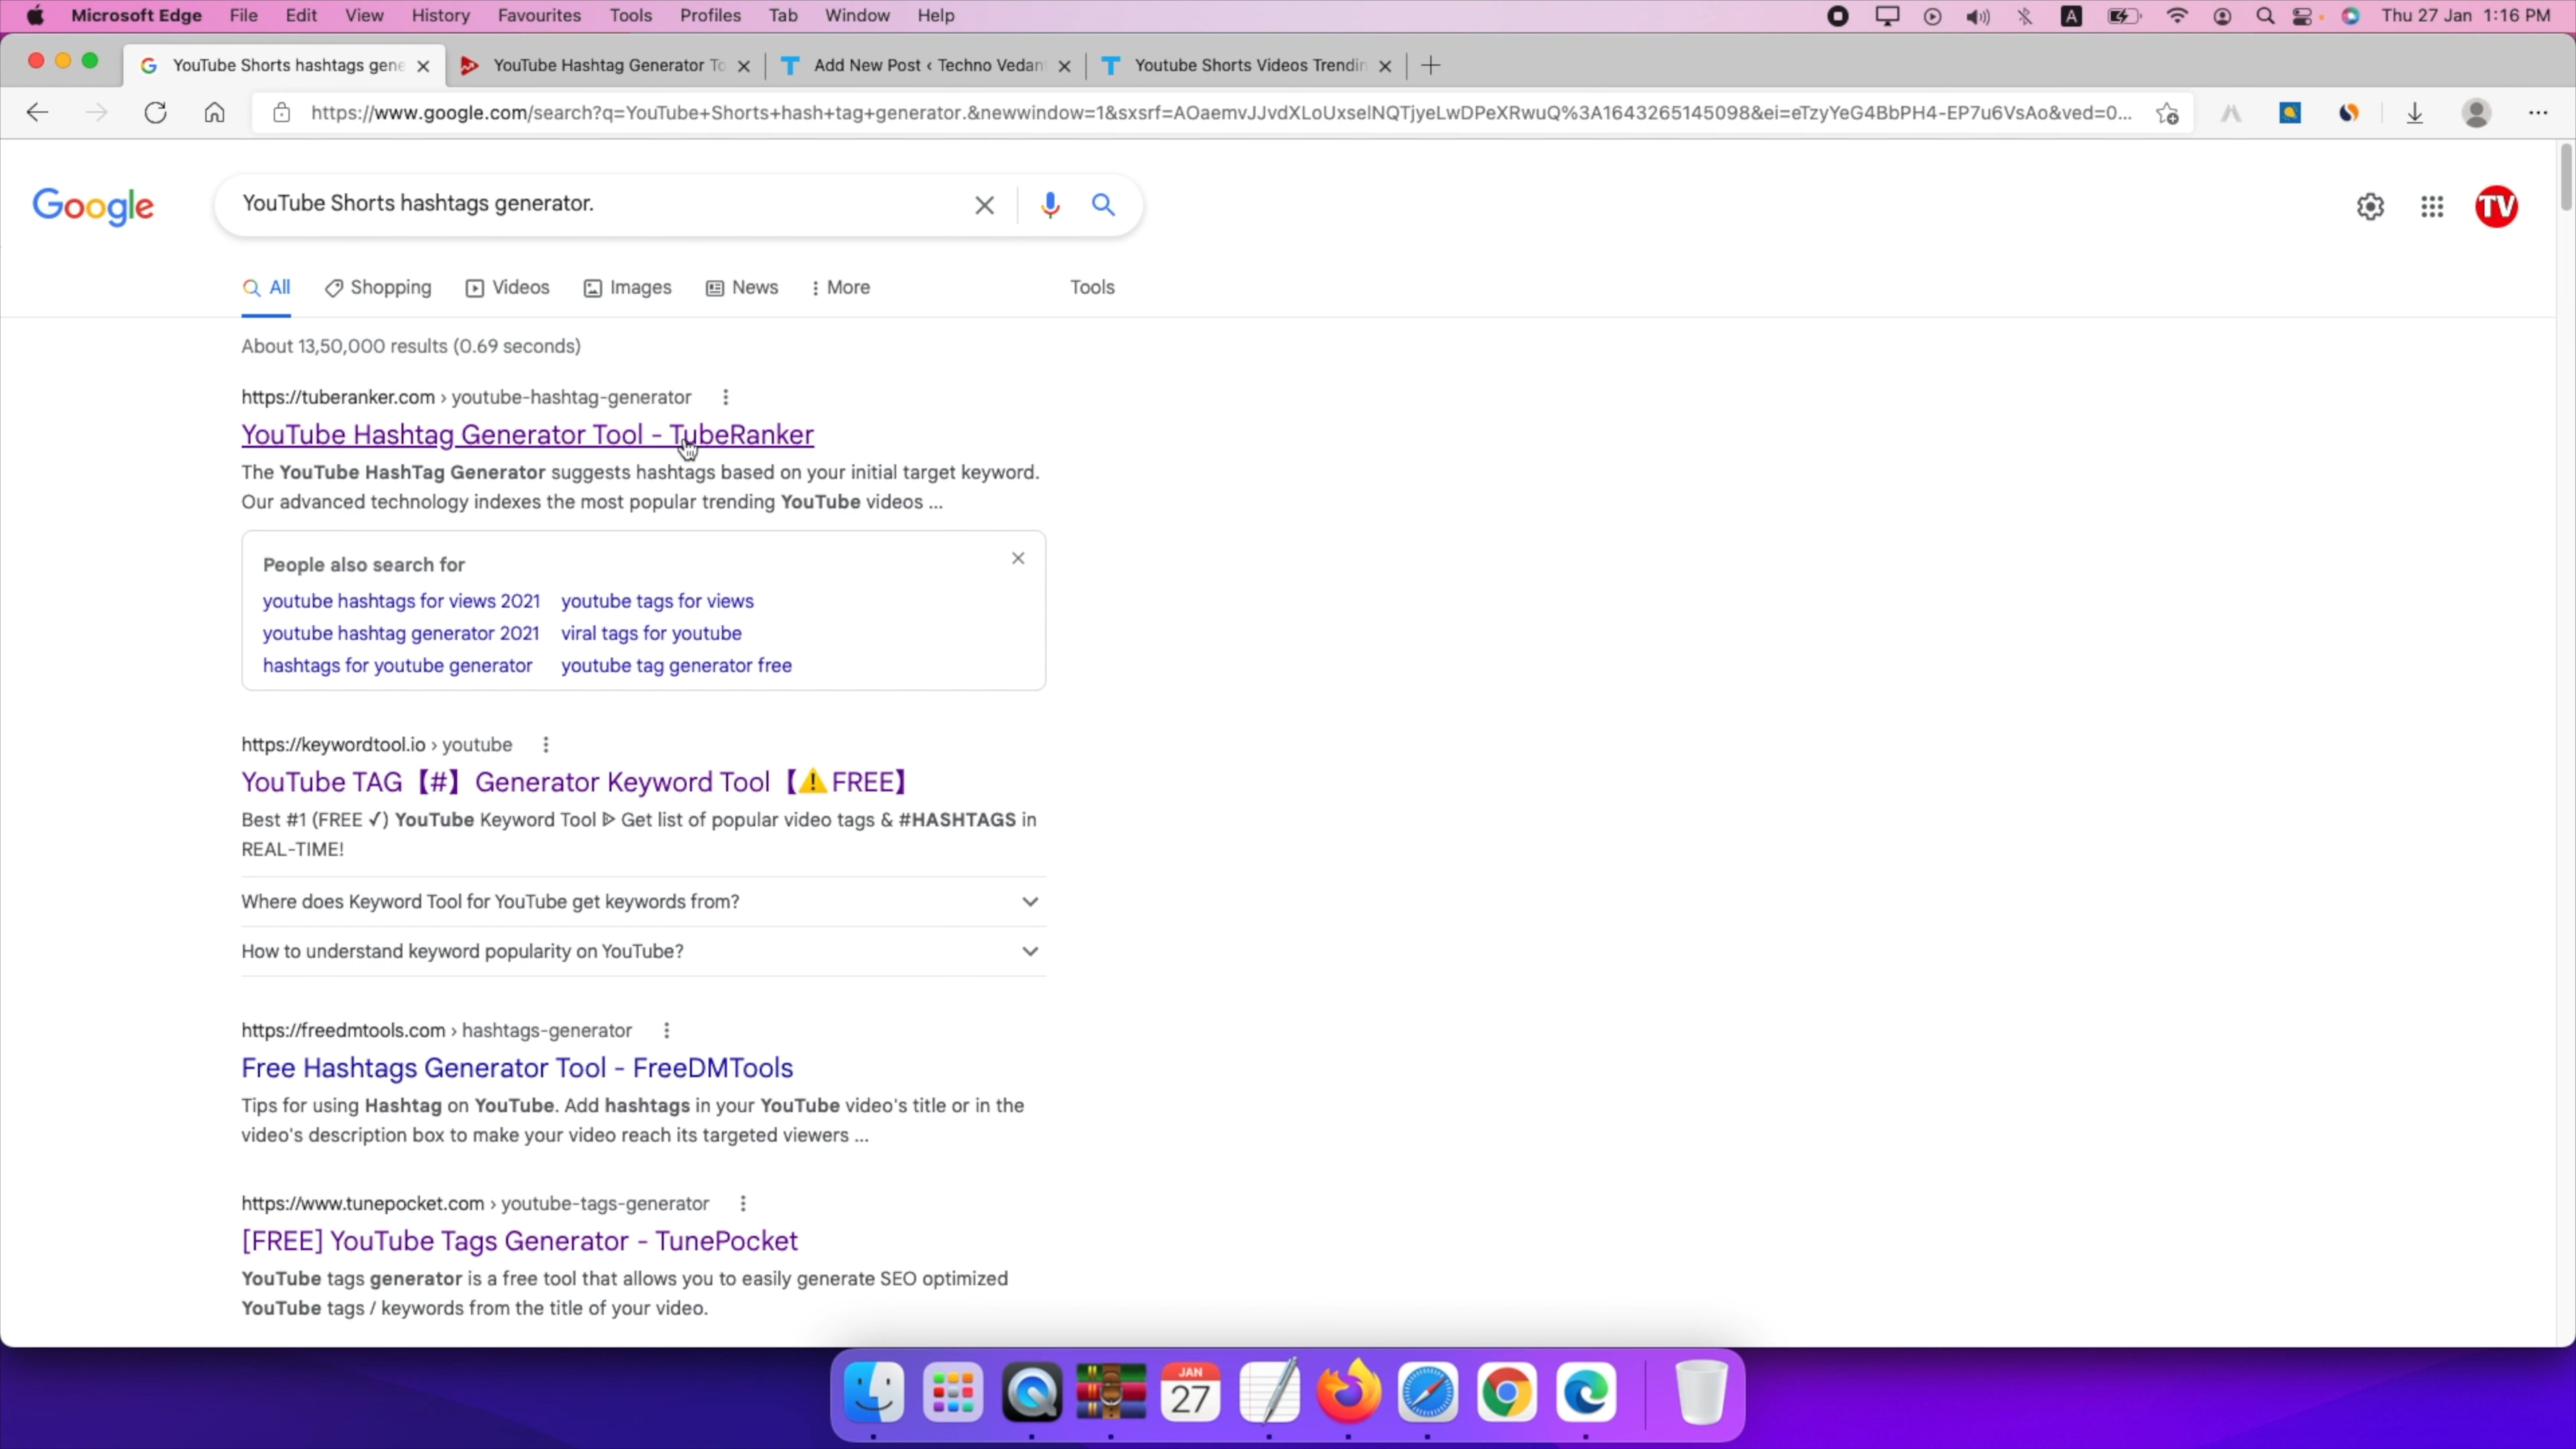 Microsoft Edge File Edit View History Favourites Tools Profiles Tab Window Help A Thu 27 Jan 1:16 PM
YouTube Shorts hashtags gene YouTube Hashtag Generator To Add New Post ‹ Techno Vedan Youtube Shorts Videos Trendin
https://www.google.com/search?q=YouTube+Shorts+hash+tag+generator.&newwindow=1&sxsrf=AOaemvJJvdXLoUxselNQTjyeLwDPeXRwuQ%3A1643265145098&ei=eTzyYeG4BbPH4-EP7u6VsAo&ved=0...
Google YouTube Shorts hashtags generator. TV
All Shopping Videos Images News More Tools
About 13,50,000 results (0.69 seconds)
https://tuberanker.com › youtube-hashtag-generator
YouTube Hashtag Generator Tool - TubeRanker
The YouTube HashTag Generator suggests hashtags based on your initial target keyword.
Our advanced technology indexes the most popular trending YouTube videos ...
People also search for
youtube hashtags for views 2021 youtube tags for views
youtube hashtag generator 2021 viral tags for youtube
hashtags for youtube generator youtube tag generator free
https://keywordtool.io › youtube
YouTube TAG【#】Generator Keyword Tool【⚠️FREE】
Best #1 (FREE ✓) YouTube Keyword Tool ᐅ Get list of popular video tags & #HASHTAGS in
REAL-TIME!
Where does Keyword Tool for YouTube get keywords from?
How to understand keyword popularity on YouTube?
https://freedmtools.com › hashtags-generator
Free Hashtags Generator Tool - FreeDMTools
Tips for using Hashtag on YouTube. Add hashtags in your YouTube video's title or in the
video's description box to make your video reach its targeted viewers ...
https://www.tunepocket.com › youtube-tags-generator
[FREE] YouTube Tags Generator - TunePocket
YouTube tags generator is a free tool that allows you to easily generate SEO optimized
YouTube tags / keywords from the title of your video.
JAN
27